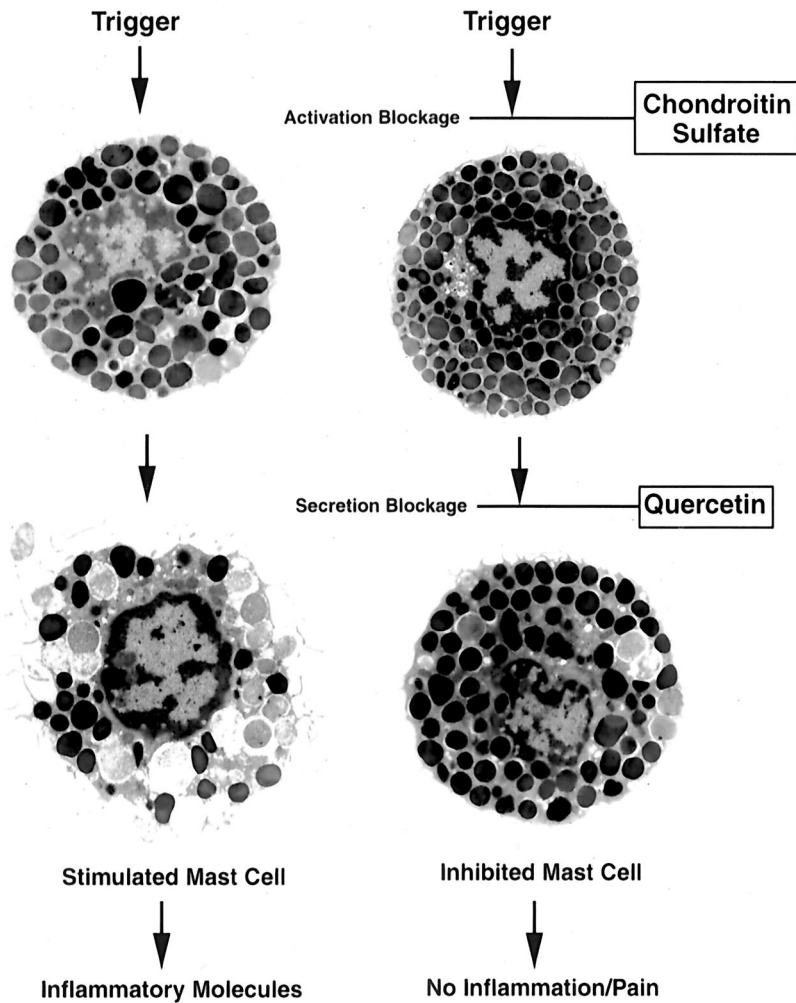 Trigger
Trigger
Activation Blockage
Chondroitin
Sulfate
Secretion Blockage
Quercetin
Stimulated Mast Cell
Inhibited Mast Cell
Inflammatory Molecules
No Inflammation/Pain